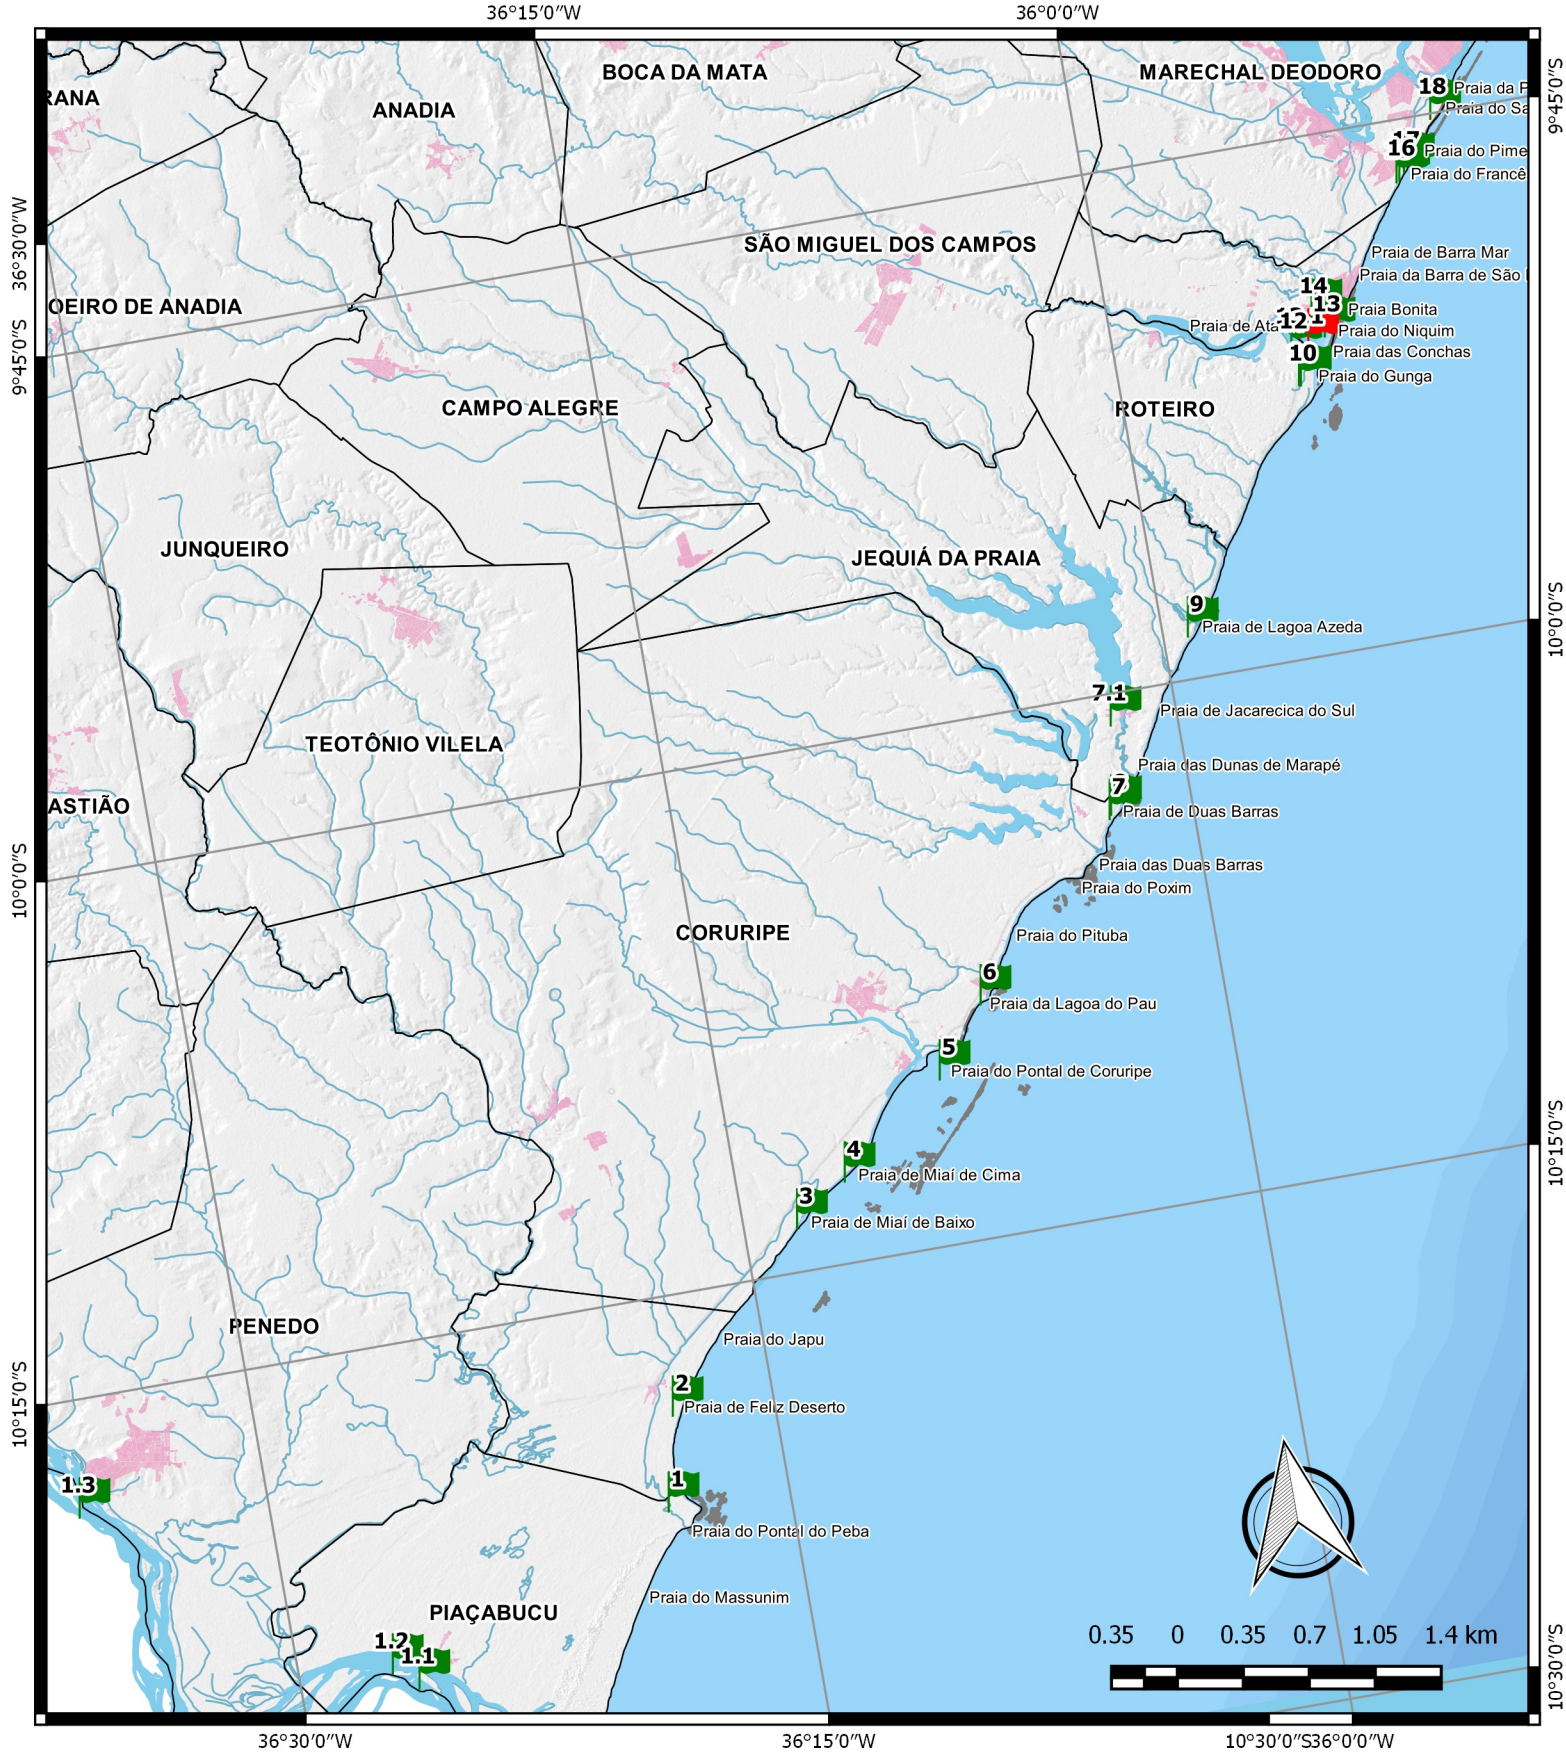 36°15'0"W
36°0'0"W
BOCA DA MATA
MARECHAL DEODORO
RANA
ANADIA
18
Praia da P
Praia do Sa
9°45'0"S
17
16
Praia do Pime
Praia do Francê
36°30'0"W
SÃO MIGUEL DOS CAMPOS
Praia de Barra Mar
Praia da Barra de São
14
OEIRO DE ANADIA
13
Praia Bonita
Praia de Ata
12
Praia do Niquim
9°45'0"S
10
Praia das Conchas
Praia do Gunga
CAMPO ALEGRE
ROTEIRO
JUNQUEIRO
JEQUIÁ DA PRAIA
9
Praia de Lagoa Azeda
10°0'0"S
7.1
Praia de Jacarecica do Sul
TEOTÔNIO VILELA
Praia das Dunas de Marapé
7
ASTIÃO
Praia de Duas Barras
Praia das Duas Barras
10°0'0"S
Praia do Poxim
CORURIPE
Praia do Pituba
6
Praia da Lagoa do Pau
5
Praia do Pontal de Coruripe
10°15'0"S
4
Praia de Miaí de Cima
3
Praia de Miaí de Baixo
PENEDO
Praia do Japu
10°15'0"S
2
Praia de Feliz Deserto
1
1.3
Praia do Pontal do Peba
Praia do Massunim
PIAÇABUCU
1.2
1.1
0.35 0 0.35 0.7 1.05 1.4 km
10°30'0"S
36°30'0"W
36°15'0"W
10°30'0"S
36°0'0"W